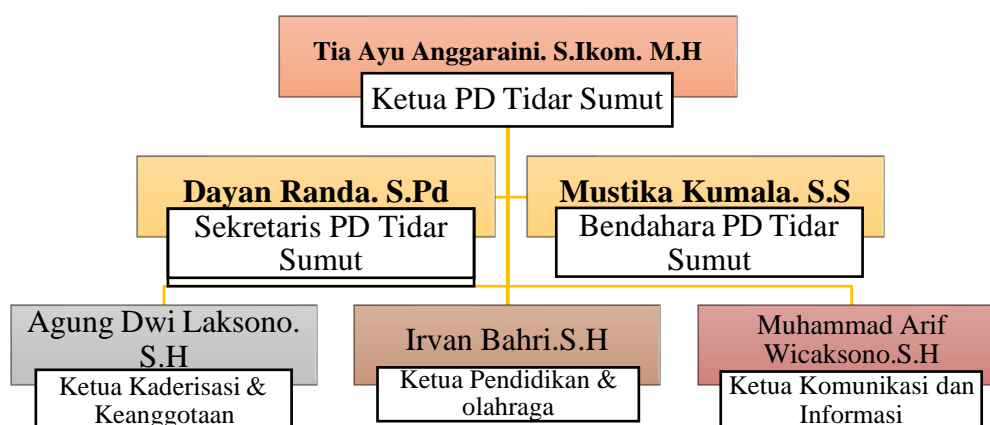 Tia Ayu Anggaraini. S.Ikom. M.H
Ketua PD Tidar Sumut
Dayan Randa. S.Pd
Sekretaris PD Tidar
Sumut
Mustika Kumala. S.S
Bendahara PD Tidar
Sumut
Agung Dwi Laksono.
S.H
Ketua Kaderisasi &
Keanggotaan
Irvan Bahri.S.H
Ketua Pendidikan &
olahraga
Muhammad Arif
Wicaksono.S.H
Ketua Komunikasi dan
Informasi